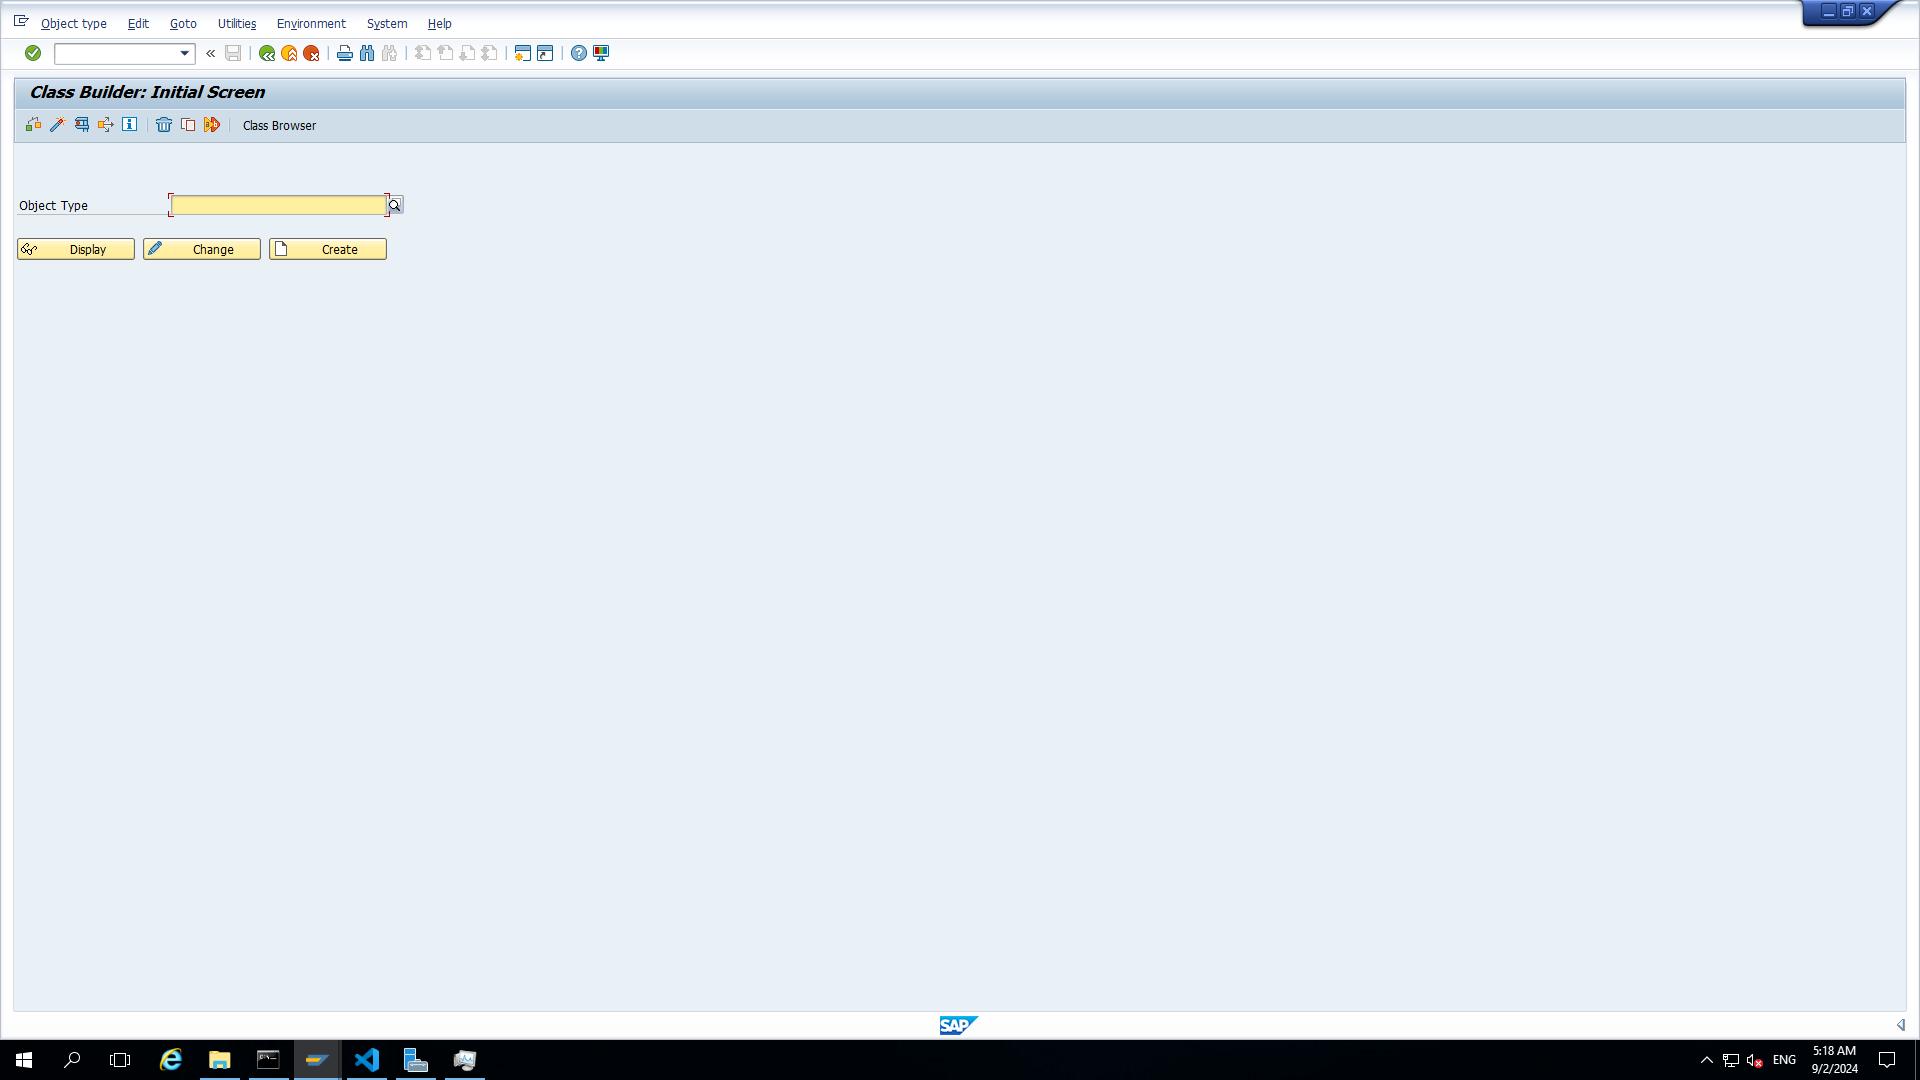 Object type Edit Goto Utilities Environment System Help
Class Builder: Initial Screen
Class Browser
Object Type
Display Change Create
SAP
ENG
5:18 AM
9/2/2024